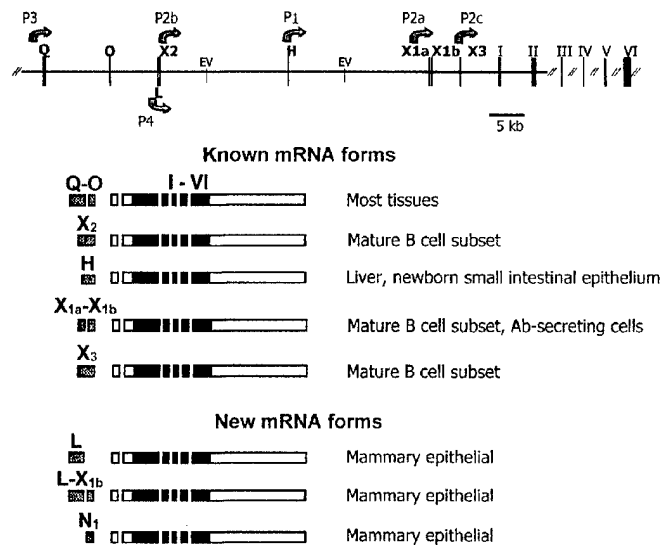 P3 P2b P1 P2a P2c
Q O X2 H X1a X1b X3 I II III IV V VI
EV EV
L
P4
5 kb
Known mRNA forms
Q-O I - VI
Most tissues
X2
Mature B cell subset
H
Liver, newborn small intestinal epithelium
X1a-X1b
Mature B cell subset, Ab-secreting cells
X3
Mature B cell subset
New mRNA forms
L
Mammary epithelial
L-X1b
Mammary epithelial
N1
Mammary epithelial